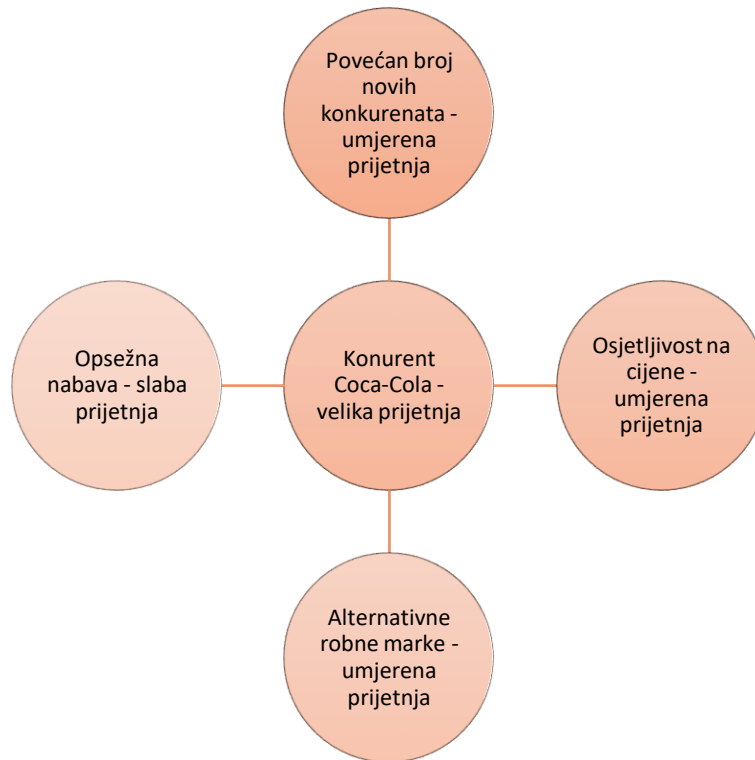 Povećan broj
novih
konkurenata -
umjerena
prijetnja
Opsežna
nabava - slaba
prijetnja
Konurent
Coca-Cola -
velika prijetnja
Osjetljivost na
cijene -
umjerena
prijetnja
Alternativne
robne marke -
umjerena
prijetnja